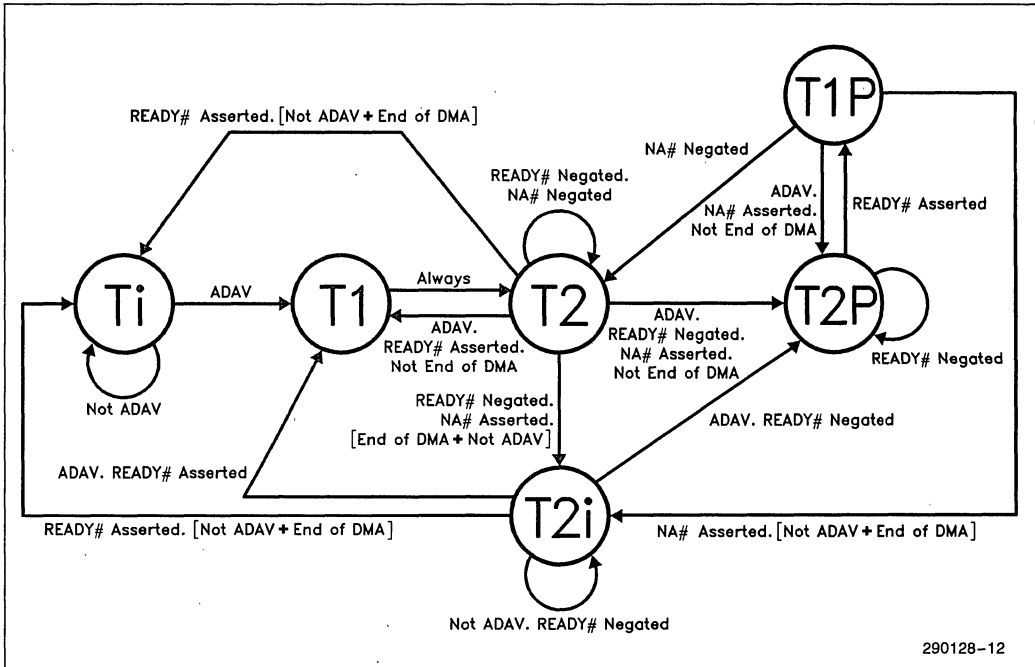 T1P
READY# Asserted. [Not ADAV + End of DMA]
NA# Negated
READY# Negated.
NA# Negated
ADAV.
NA# Asserted.
Not End of DMA
READY# Asserted
Ti
ADAV
T1
Always
T2
T2P
ADAV.
READY# Asserted.
Not End of DMA
ADAV.
READY# Negated.
NA# Asserted.
Not End of DMA
READY# Negated
Not ADAV
READY# Negated.
NA# Asserted.
[End of DMA + Not ADAV]
ADAV. READY# Negated
ADAV. READY# Asserted
T2i
READY# Asserted. [Not ADAV + End of DMA]
NA# Asserted. [Not ADAV + End of DMA]
Not ADAV. READY# Negated
290128-12